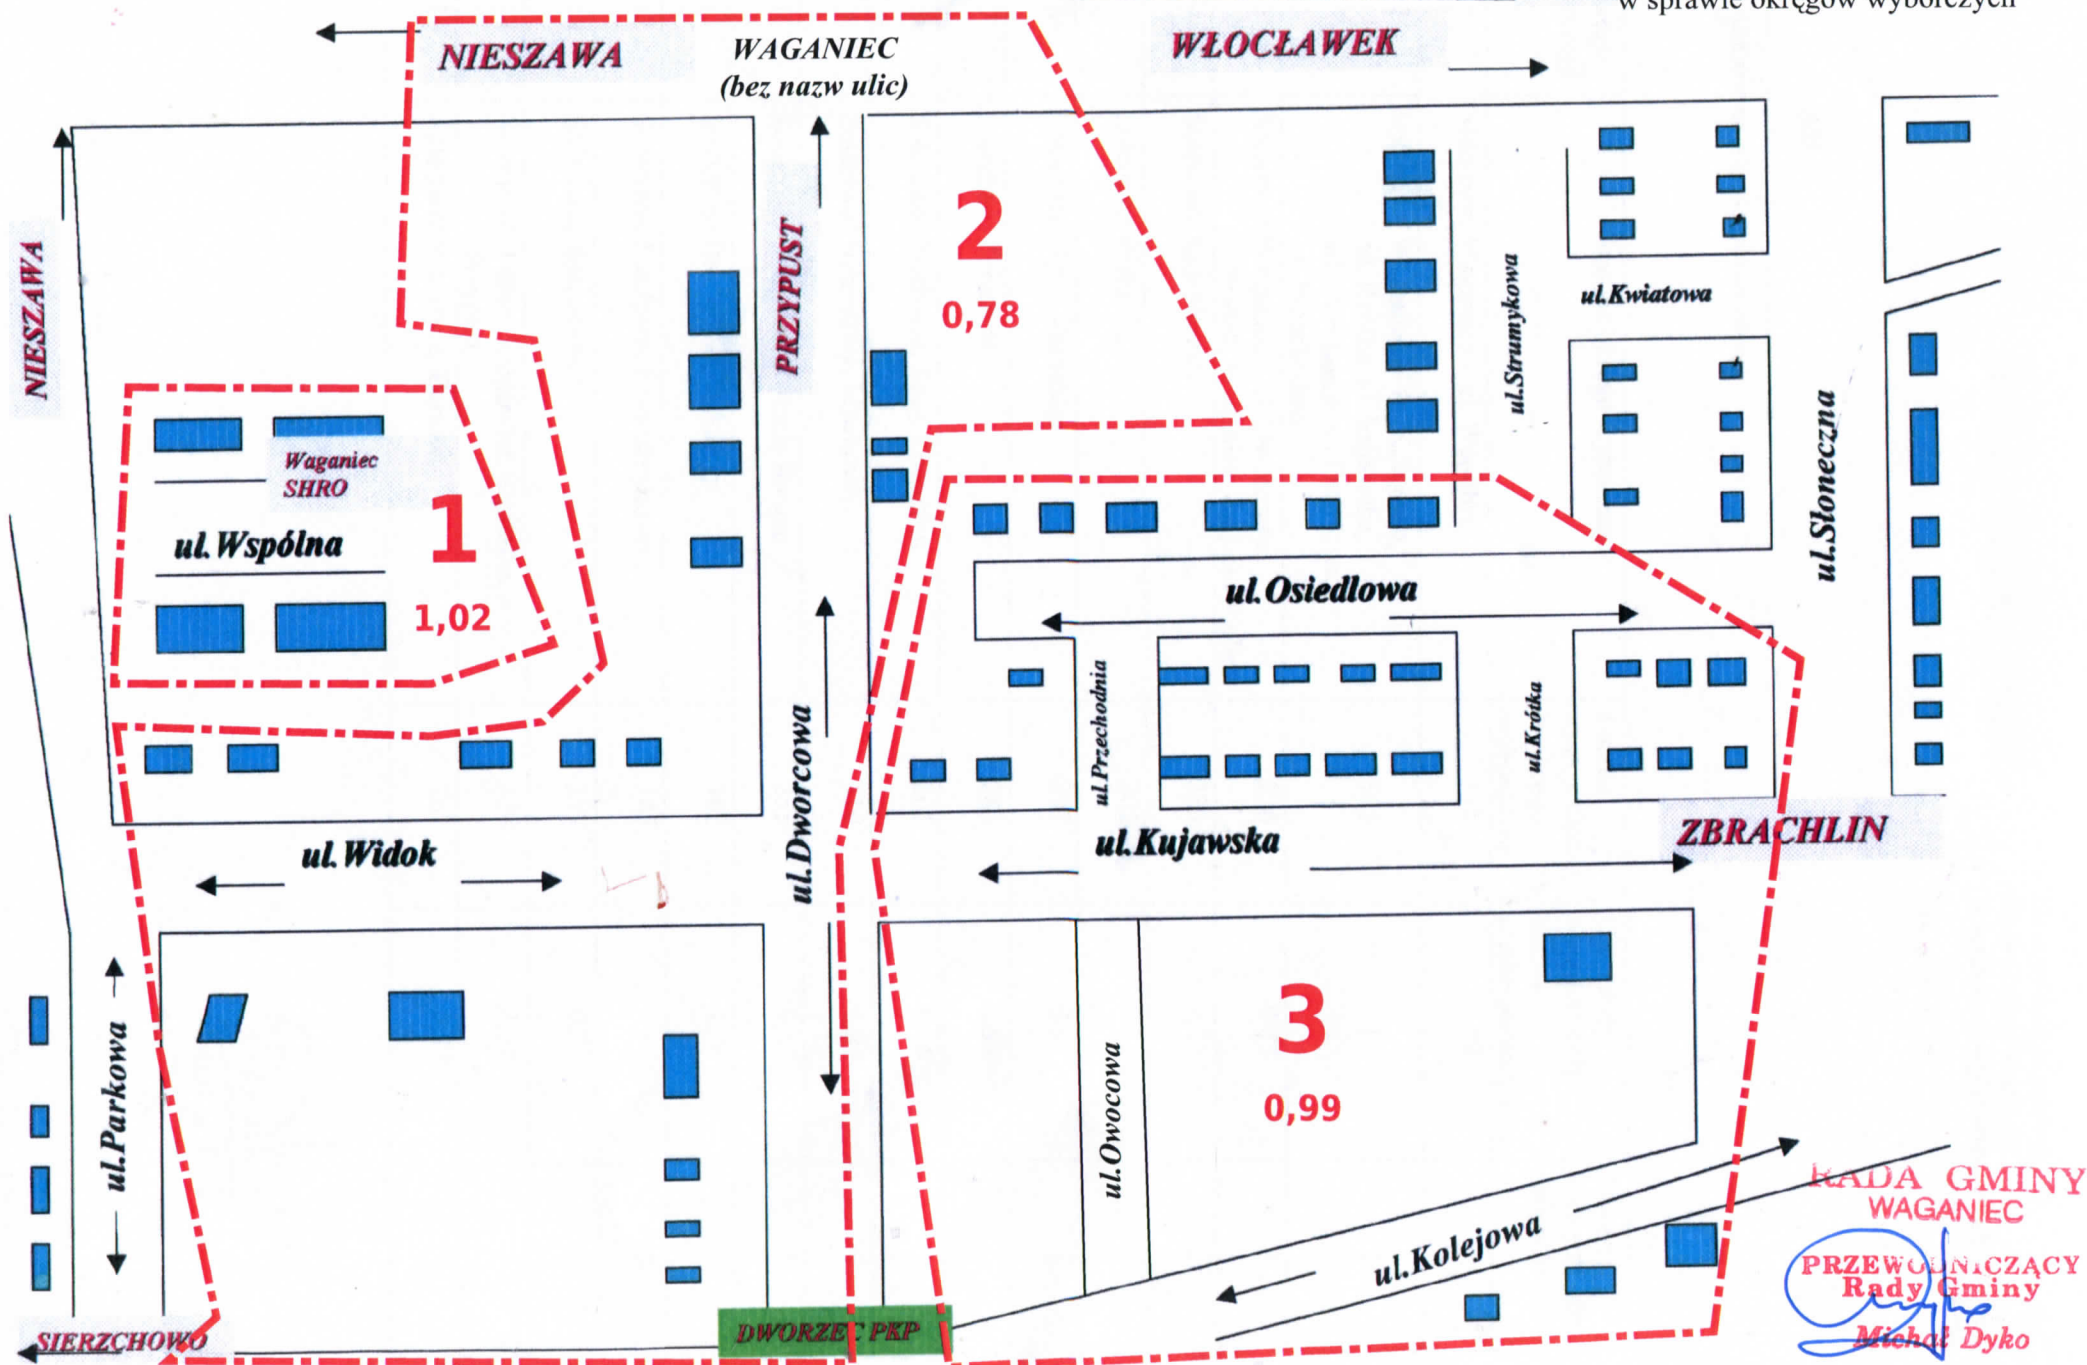 w sprawie okręgów wyborczych
NIESZAWA
WAGANIEC
(bez nazw ulic)
WŁOCŁAWEK
NIESZAWA
PRZYPUST
2
0,78
ul.Strumykowa
ul.Kwiatowa
ul.Słoneczna
Waganiec
SHRO
ul.Wspólna
1
1,02
ul.Osiedlowa
ul.Przechodnia
ul.Krótka
ul.Dworcowa
ul.Widok
ul.Kujawska
ZBRACHLIN
ul.Parkowa
ul.Owocowa
3
0,99
ul.Kolejowa
SIERZCHOWO
DWORZEC PKP
RADA GMINY
WAGANIEC
PRZEWODNICZĄCY
Rady Gminy
Michał Dyko